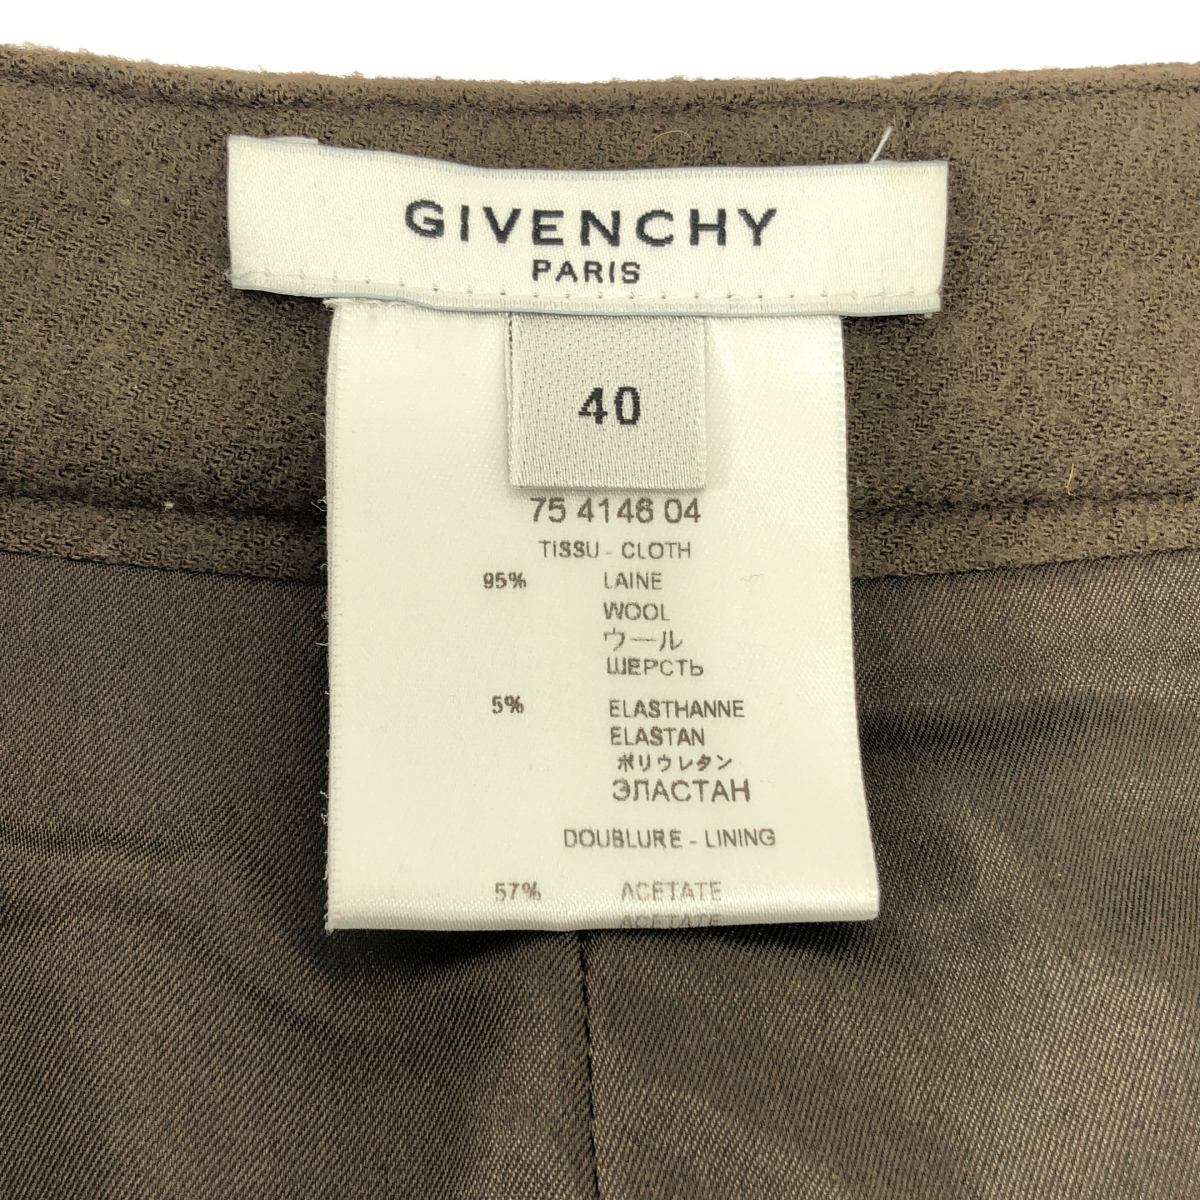 GIVENCHY
PARIS
40
75 4146 04
TISSU - CLOTH
95% LAINE
WOOL
ウール
ШЕРСТЬ
5% ELASTHANNE
ELASTAN
ポリウレタン
ЭЛАСТАН
DOUBLURE - LINING
57% ACETATE
ACETATE